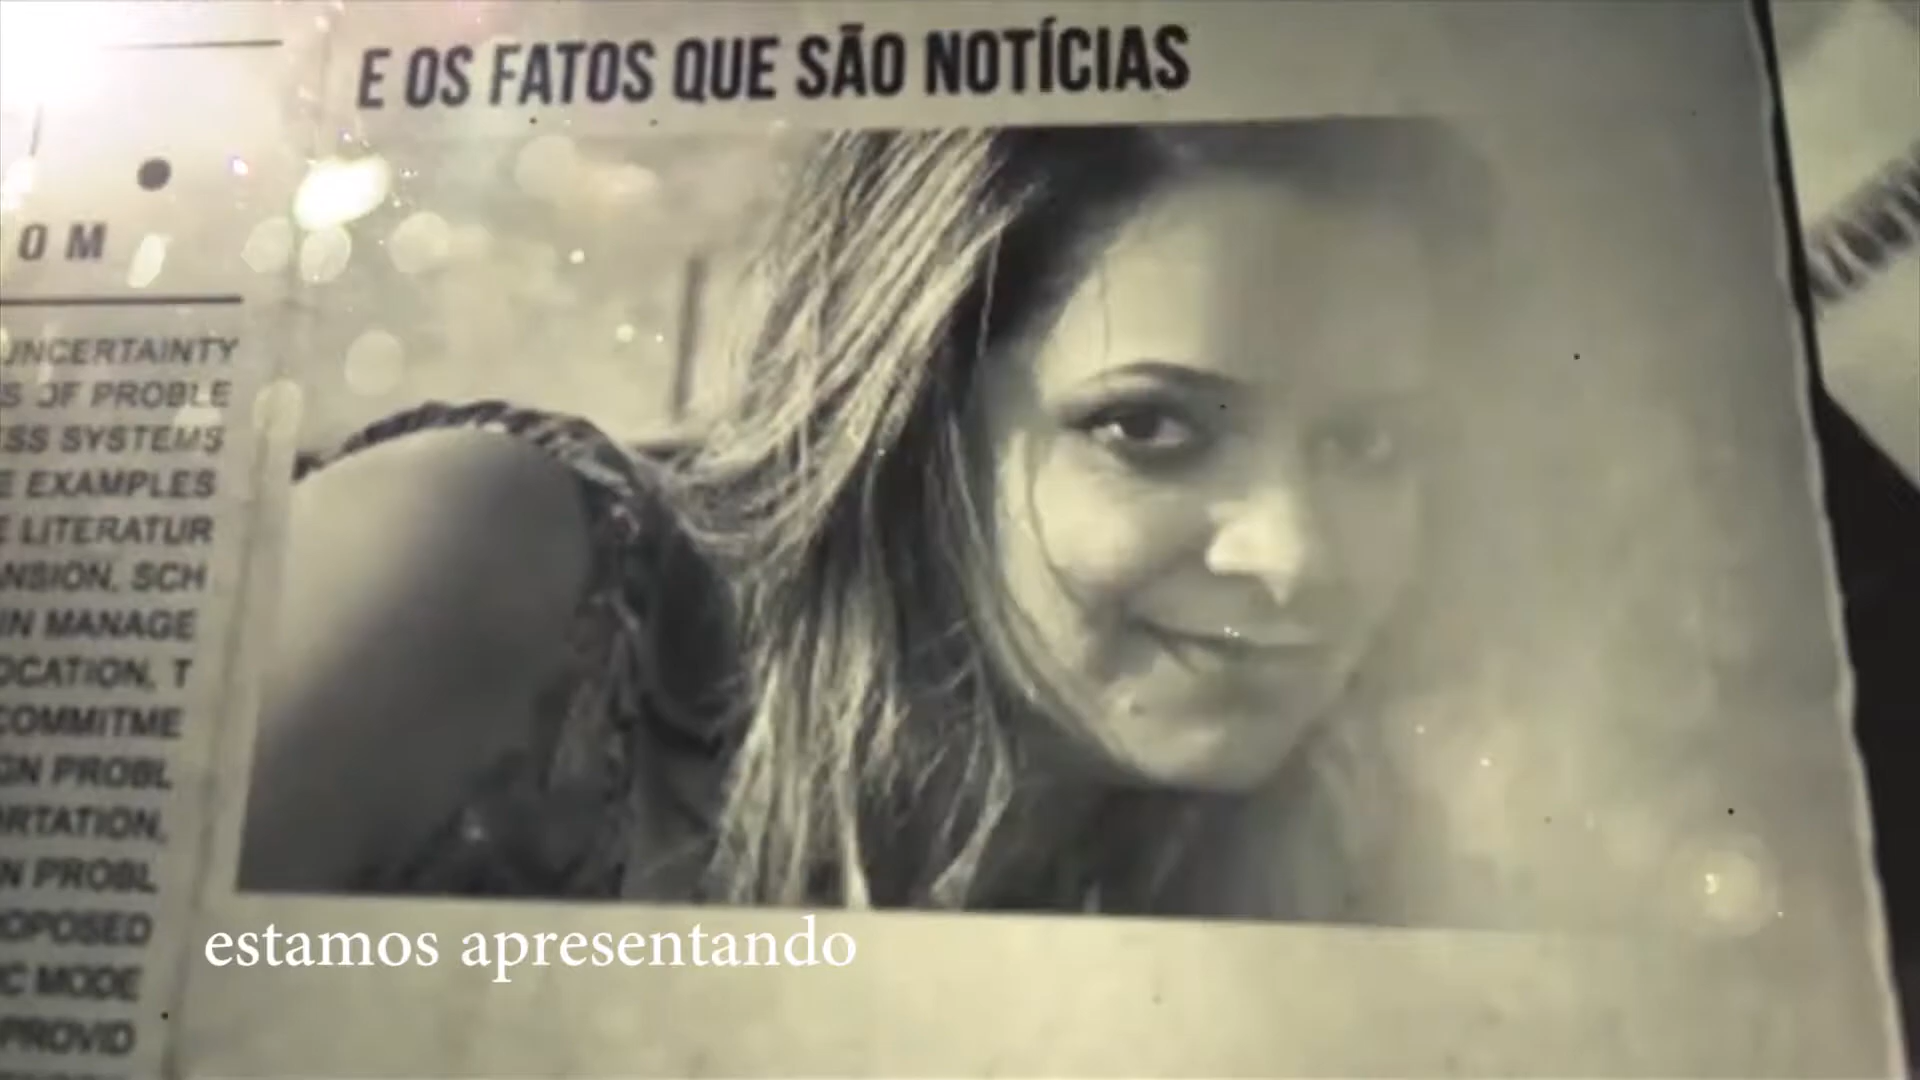 E OS FATOS QUE SÃO NOTÍCIAS
OM
UNCERTAINTY
S OF PROBLE
SS SYSTEMS
E EXAMPLES
E LITERATUR
NSION, SCH
IN MANAGE
OCATION, T
COMMITME
GN PROBL
RTATION,
N PROBL
OPOSED
C MODE
PROVID
estamos apresentando